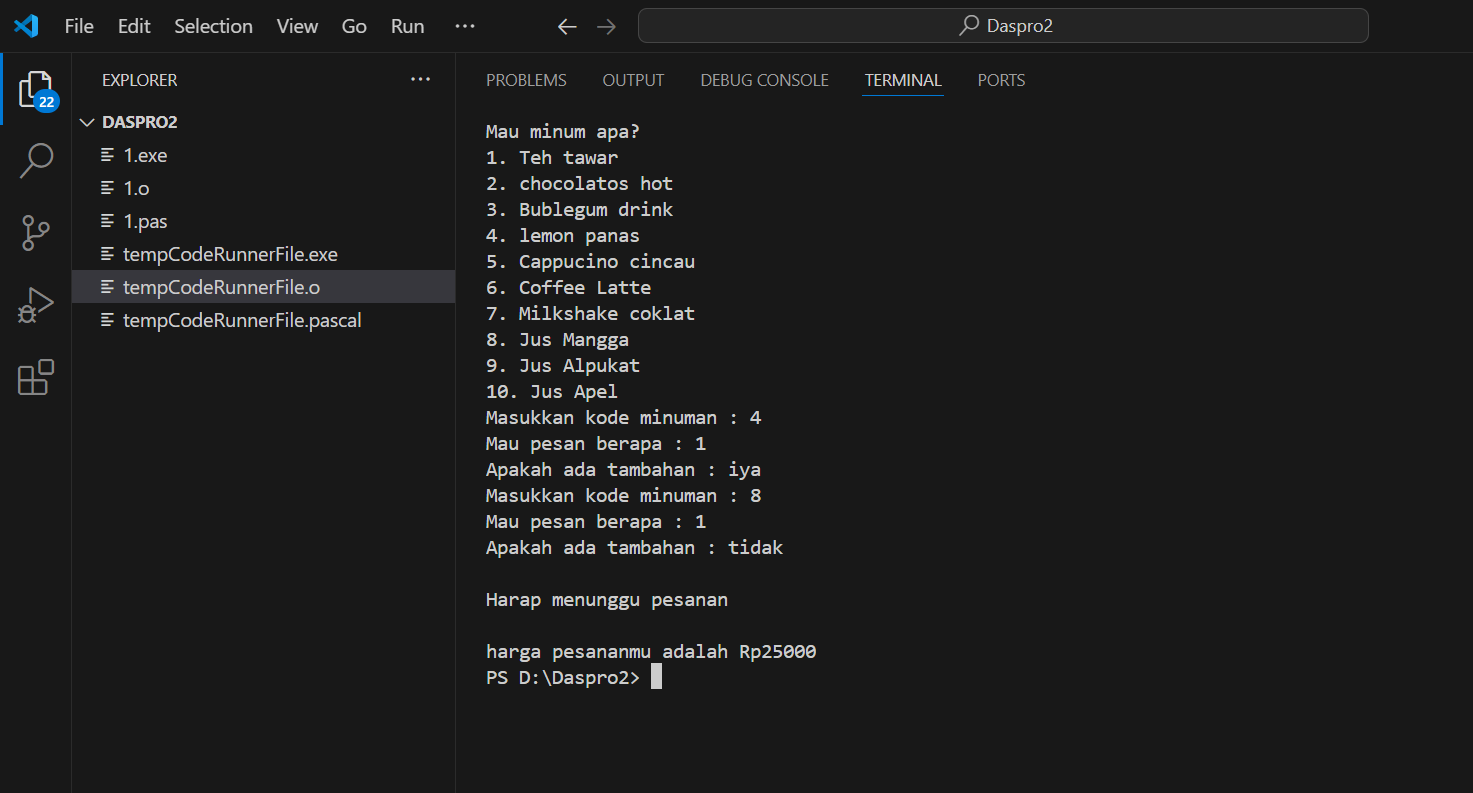 File Edit Selection View Go Run ···
Daspro2
EXPLORER ···
22
DASPRO2
1.exe
1.o
1.pas
tempCodeRunnerFile.exe
tempCodeRunnerFile.o
tempCodeRunnerFile.pascal
PROBLEMS OUTPUT DEBUG CONSOLE TERMINAL PORTS
Mau minum apa?
1. Teh tawar
2. chocolatos hot
3. Bublegum drink
4. lemon panas
5. Cappucino cincau
6. Coffee Latte
7. Milkshake coklat
8. Jus Mangga
9. Jus Alpukat
10. Jus Apel
Masukkan kode minuman : 4
Mau pesan berapa : 1
Apakah ada tambahan : iya
Masukkan kode minuman : 8
Mau pesan berapa : 1
Apakah ada tambahan : tidak
Harap menunggu pesanan
harga pesananmu adalah Rp25000
PS D:\Daspro2>